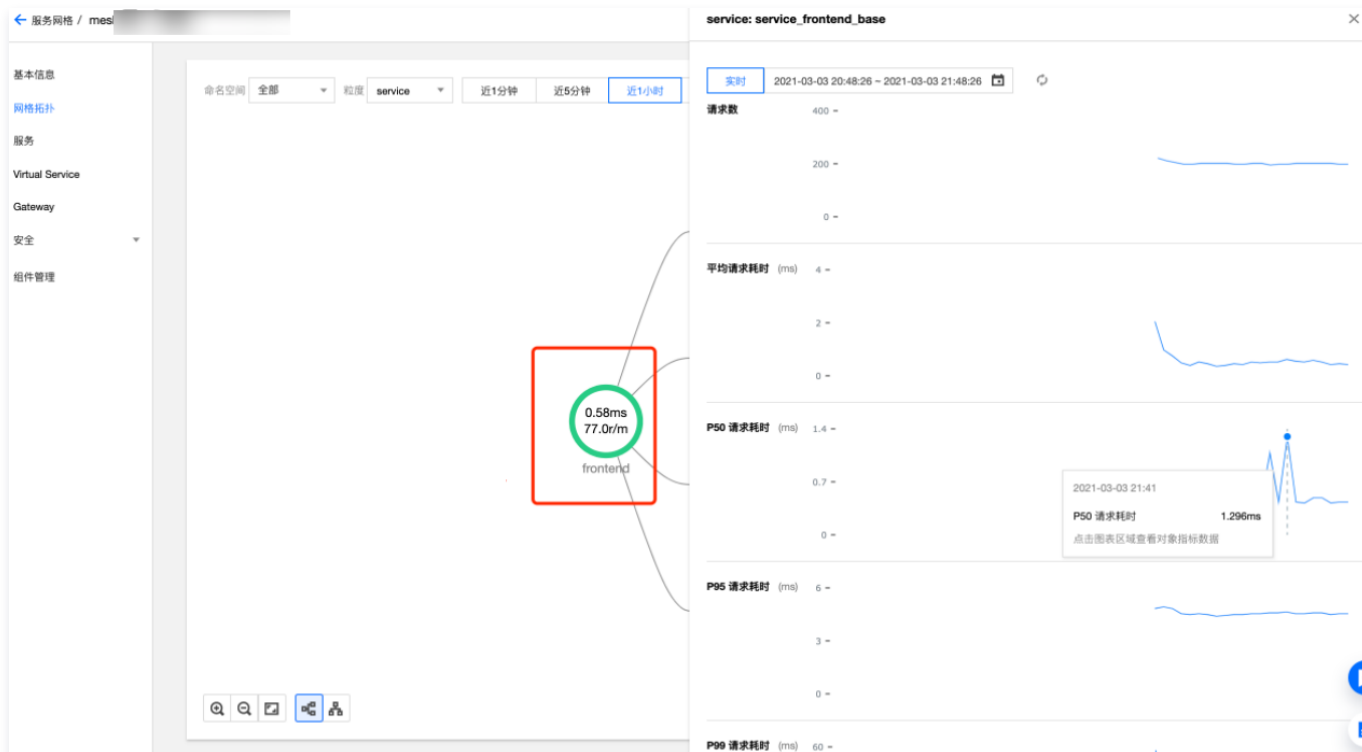 服务网格 / mesl
基本信息
网格拓扑
服务
Virtual Service
Gateway
安全
组件管理
命名空间 全部 粒度 service 近1分钟 近5分钟 近1小时
0.58ms
77.0r/m
frontend
service: service_frontend_base
实时 2021-03-03 20:48:26 ~ 2021-03-03 21:48:26
请求数
400
200
0
平均请求耗时 (ms)
4
2
0
P50 请求耗时 (ms)
1.4
0.7
0
2021-03-03 21:41
P50 请求耗时 1.296ms
点击图表区域查看对象指标数据
P95 请求耗时 (ms)
6
3
0
P99 请求耗时 (ms)
60